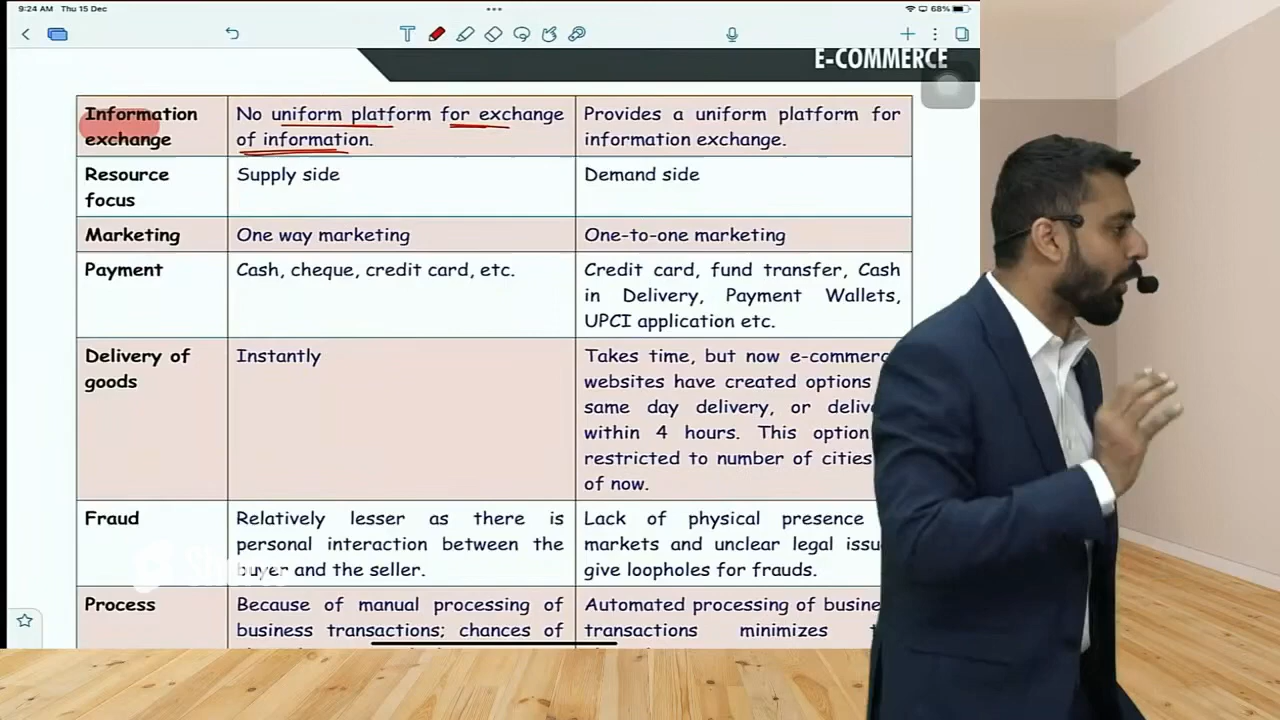 9:24 AM Thu 15 Dec
68%
E-COMMERCE
Information exchange
No uniform platform for exchange of information.
Provides a uniform platform for information exchange.
Resource focus
Supply side
Demand side
Marketing
One way marketing
One-to-one marketing
Payment
Cash, cheque, credit card, etc.
Credit card, fund transfer, Cash
in Delivery, Payment Wallets,
UPCI application etc.
Delivery of goods
Instantly
Takes time, but now
websites have created options
same day delivery, or
within 4 hours. This
restricted to number of cities
of now.
Fraud
Relatively lesser as there is
personal interaction between the
buyer and the seller.
Lack of physical presence
markets and unclear legal
give loopholes for frauds.
Process
Because of manual processing of
business transactions; chances of
Automated processing of
transactions minimizes